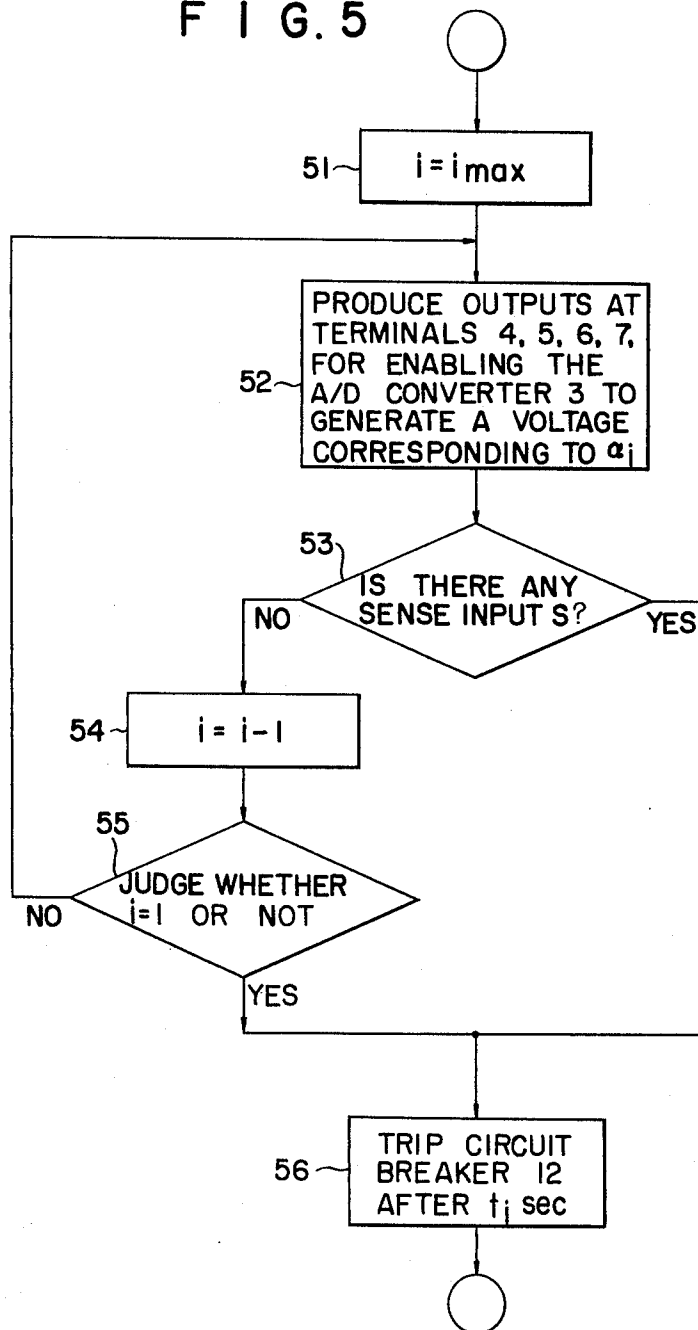 F I G. 5
51
i = imax
PRODUCE OUTPUTS AT
TERMINALS 4, 5, 6, 7,
FOR ENABLING THE
52
A/D CONVERTER 3 TO
GENERATE A VOLTAGE
CORRESPONDING TO αi
53
IS THERE ANY
SENSE INPUT S?
NO
YES
54
i = i-1
55
JUDGE WHETHER
i=1 OR NOT
NO
YES
56
TRIP CIRCUIT
BREAKER 12
AFTER ti sec